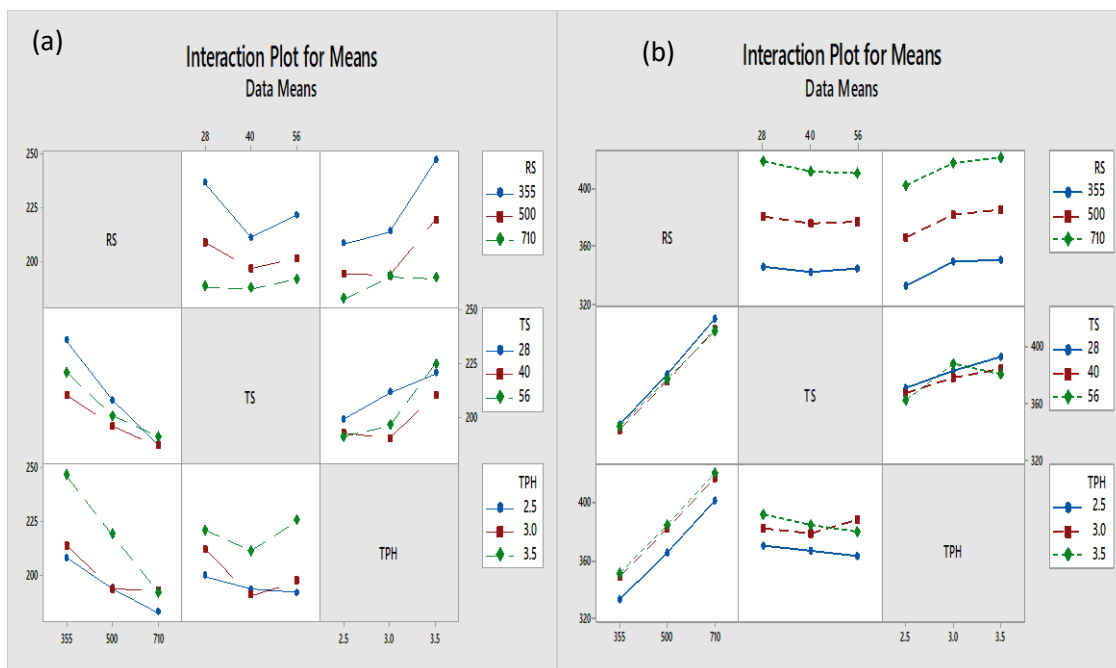 (a)
Interaction Plot for Means
Data Means
28 40 56
250
225
200
RS
RS
355
500
710
250
225
200
TS
TS
28
40
56
250
225
200
TPH
TPH
2.5
3.0
3.5
355 500 710
2.5 3.0 3.5
(b)
Interaction Plot for Means
Data Means
28 40 56
400
360
320
RS
RS
355
500
710
400
360
320
TS
TS
28
40
56
400
360
320
TPH
TPH
2.5
3.0
3.5
355 500 710
2.5 3.0 3.5